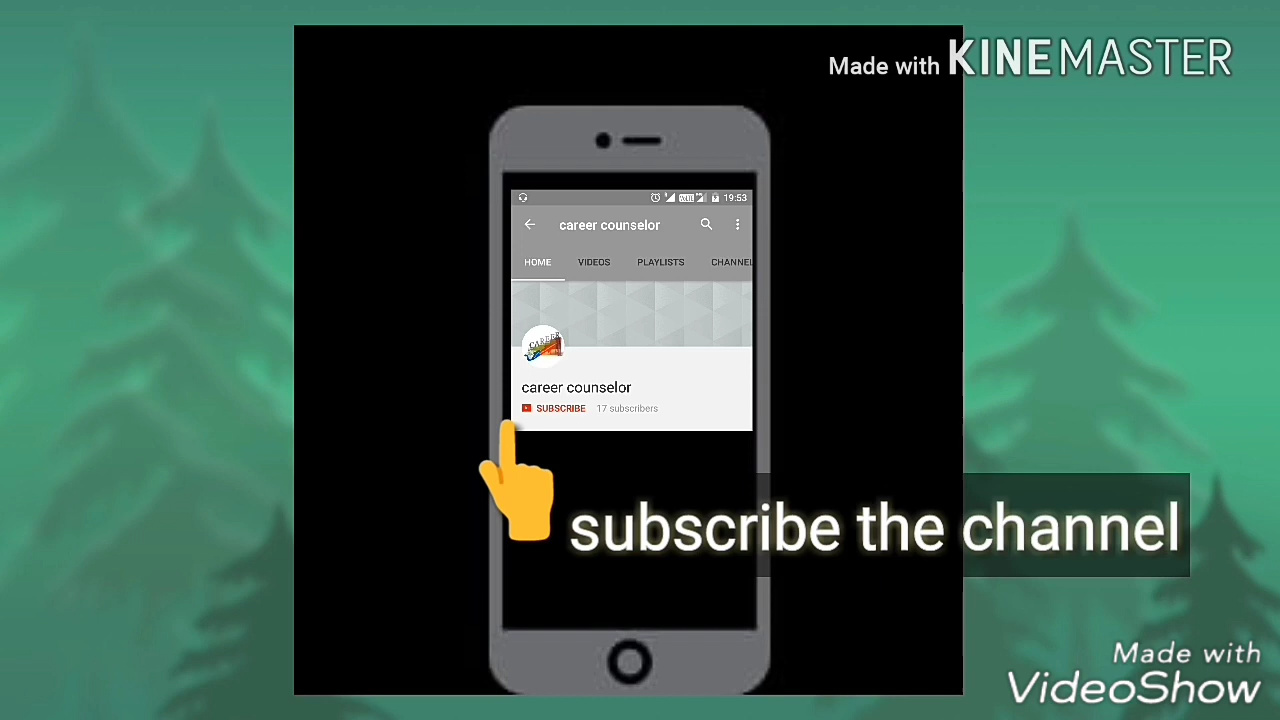 Made with KINEMASTER
19:53
career counselor
HOME VIDEOS PLAYLISTS CHANNEL
CAREER
career counselor
SUBSCRIBE 17 subscribers
subscribe the channel
Made with
VideoShow